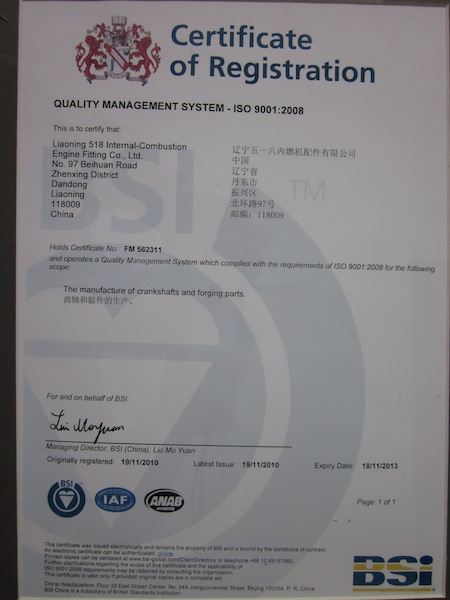 Certificate
of Registration
QUALITY MANAGEMENT SYSTEM - ISO 9001:2008
This is to certify that:
Liaoning 518 Internal-Combustion
Engine Fitting Co., Ltd.
No. 97 Beihuan Road
Zhenxing District
Dandong
Liaoning
118009
China
辽宁五一八内燃机配件有限公司
中国
辽宁省
丹东市
振兴区
北环路97号
邮编：118009
BSI TM
Holds Certificate No: FM 562311
and operates a Quality Management System which complies with the requirements of ISO 9001:2008 for the following
scope:
The manufacture of crankshafts and forging parts.
曲轴和锻件的生产。
For and on behalf of BSI:
Managing Director, BSI (China), Liu Mo Yuan
Originally registered: 19/11/2010 Latest Issue: 19/11/2010 Expiry Date: 18/11/2013
BSI IAF ANAB
Page: 1 of 1
This certificate was issued electronically and remains the property of BSI and is bound by the conditions of contract.
An electronic certificate can be authenticated online.
Printed copies can be validated at www.bsi-global.com/ClientDirectory or telephone
Further clarifications regarding the scope of this certificate and the applicability of
ISO 9001:2008 requirements may be obtained by consulting the organization.
This certificate is valid only if provided original copies are in complete set.
China Headquarters: Floor 20 East Ocean Center, No. 24A Jiangoumenwai Street, Beijing 100004, P. R. China
BSI China is a subsidiary of British Standards Institution.
BSi